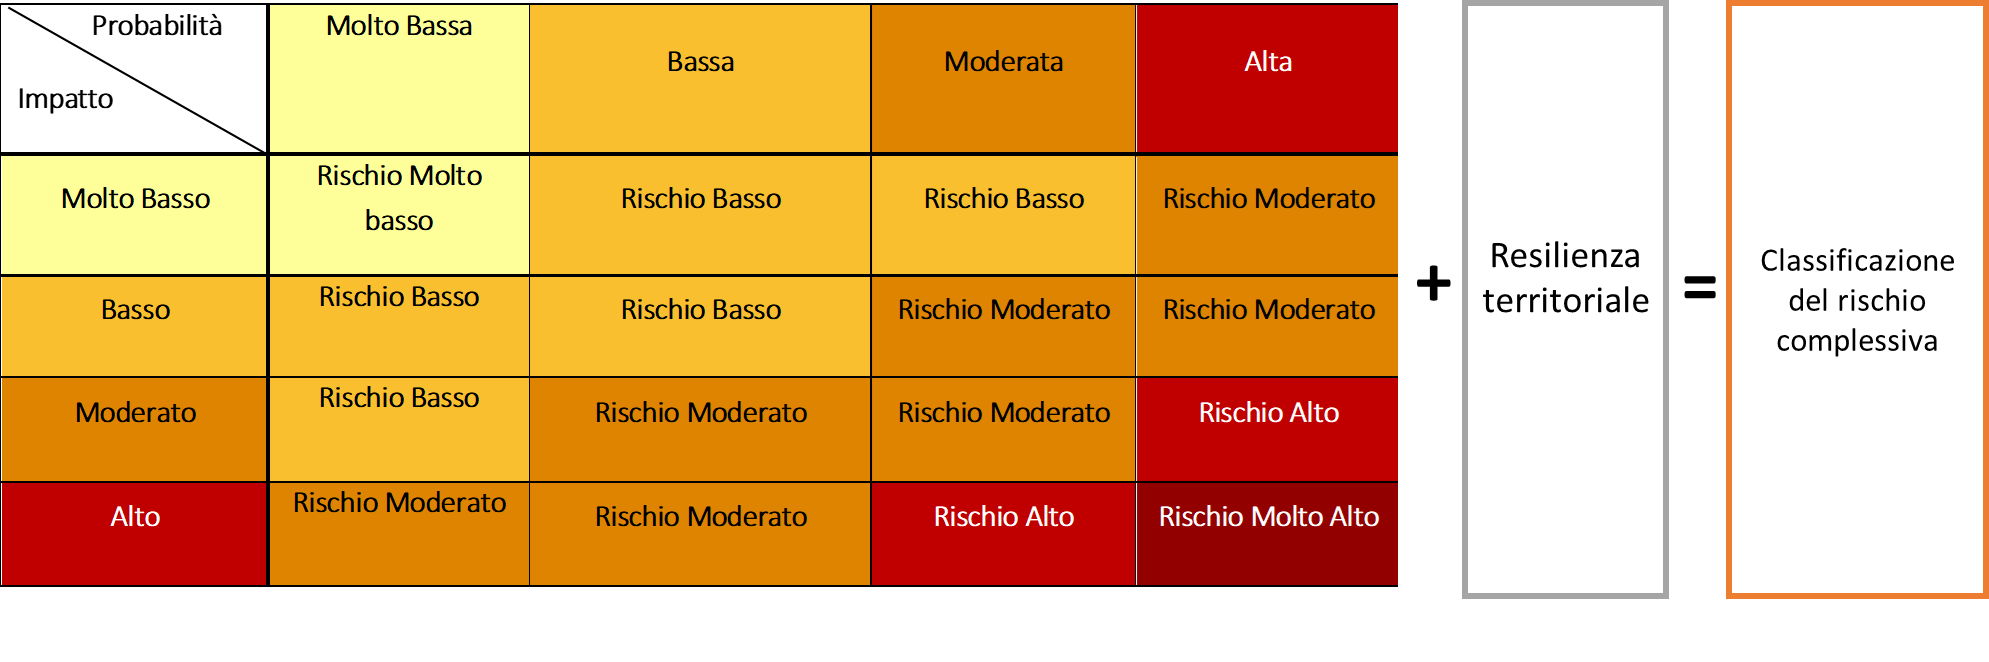 Probabilità
Impatto
Molto Bassa
Bassa
Moderata
Alta
Molto Basso
Rischio Molto
basso
Rischio Basso
Rischio Basso
Rischio Moderato
Basso
Rischio Basso
Rischio Basso
Rischio Moderato
Rischio Moderato
Moderato
Rischio Basso
Rischio Moderato
Rischio Moderato
Rischio Alto
Alto
Rischio Moderato
Rischio Moderato
Rischio Alto
Rischio Molto Alto
+
Resilienza
territoriale
=
Classificazione
del rischio
complessiva